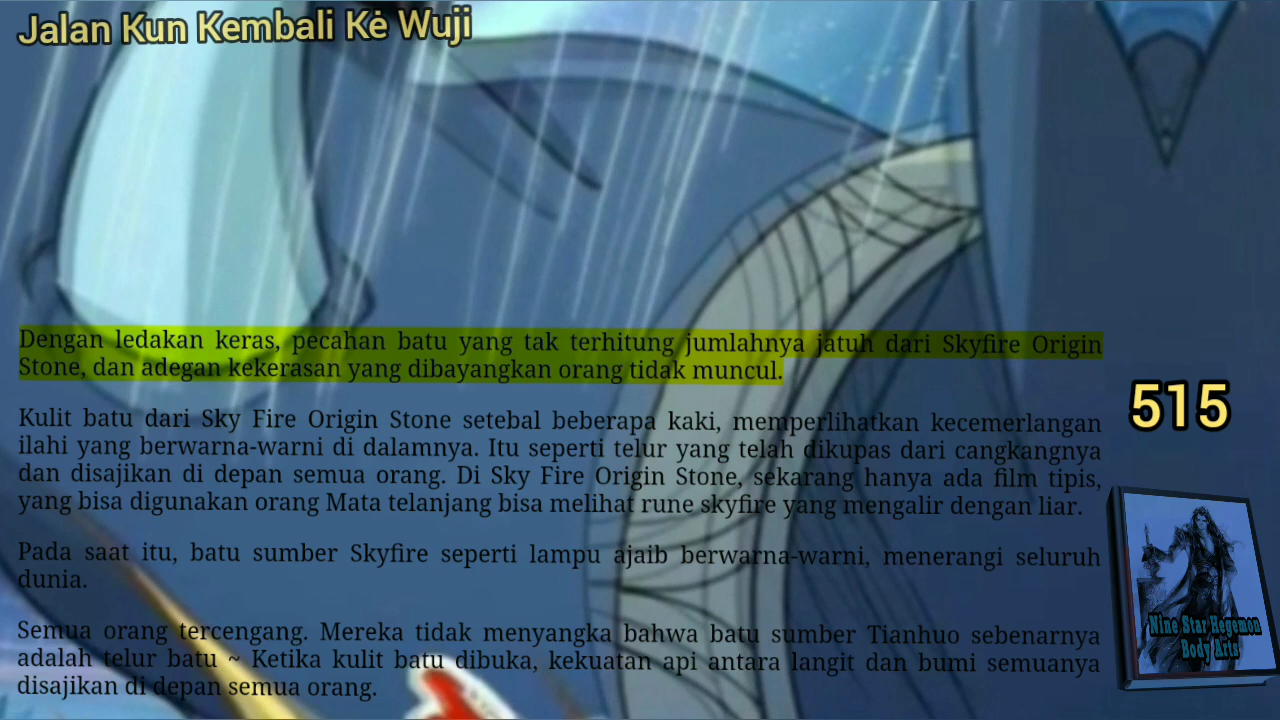 Jalan Kun Kembali Kė Wuji
Dengan ledakan keras, pecahan batu yang tak terhitung jumlahnya jatuh dari Skyfire Origin
Stone, dan adegan kekerasan yang dibayangkan orang tidak muncul.
Kulit batu dari Sky Fire Origin Stone setebal beberapa kaki, memperlihatkan kecemerlangan
ilahi yang berwarna-warni di dalamnya. Itu seperti telur yang telah dikupas dari cangkangnya
dan disajikan di depan semua orang. Di Sky Fire Origin Stone, sekarang hanya ada film tipis,
yang bisa digunakan orang Mata telanjang bisa melihat rune skyfire yang mengalir dengan liar.
Pada saat itu, batu sumber Skyfire seperti lampu ajaib berwarna-warni, menerangi seluruh
dunia.
Semua orang tercengang. Mereka tidak menyangka bahwa batu sumber Tianhuo sebenarnya
adalah telur batu ~ Ketika kulit batu dibuka, kekuatan api antara langit dan bumi semuanya
disajikan di depan semua orang.
515
Nine Star Hegemon
Body Arts